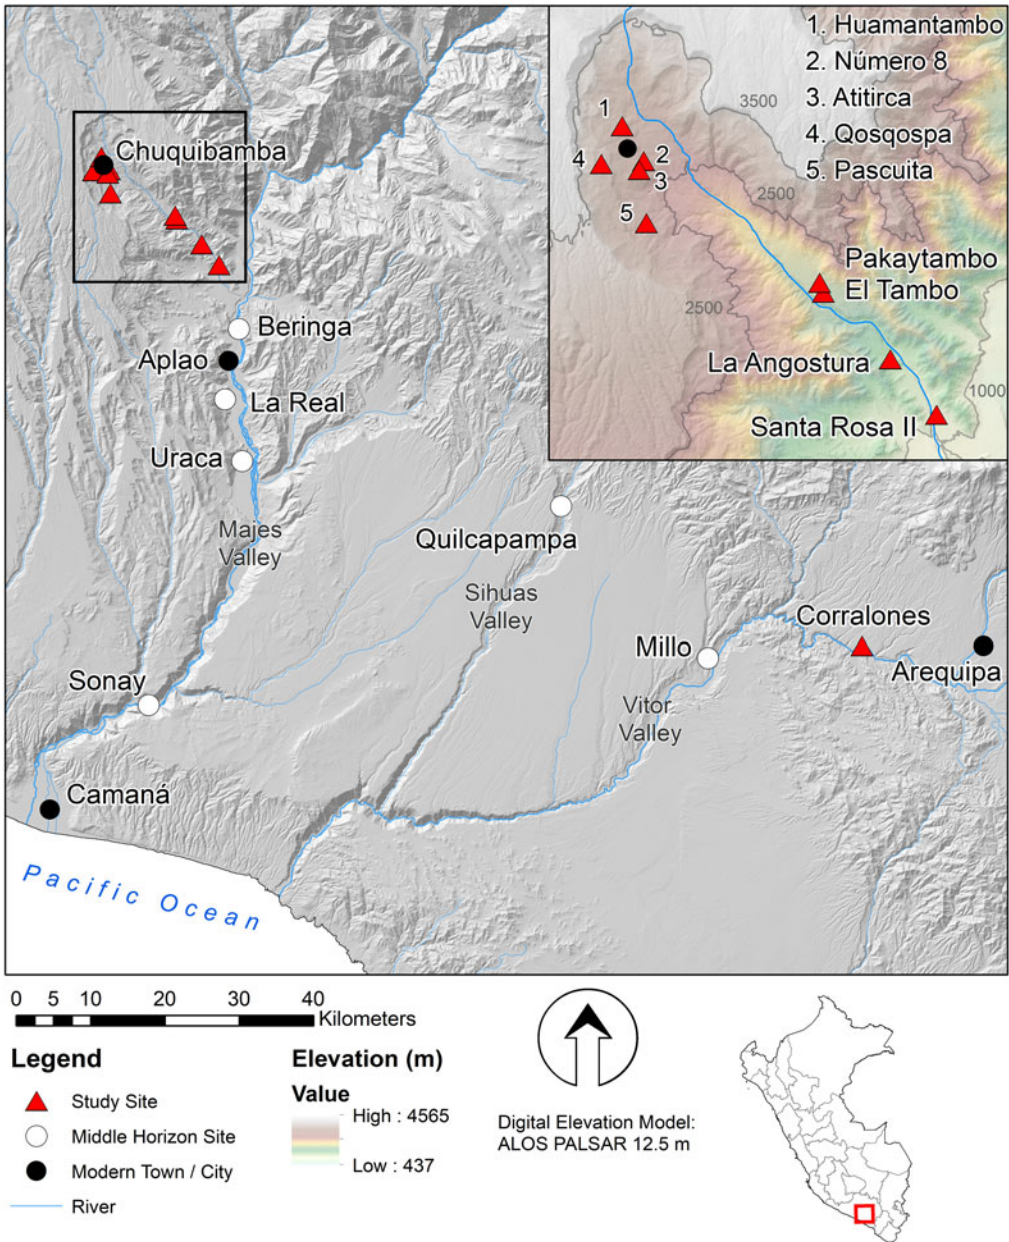 Chuquibamba
Beringa
Aplao
La Real
Uraca
Majes
Valley
Quilcapampa
Sihuas
Valley
Corralones
Millo
Arequipa
Sonay
Vitor
Valley
Camaná
Pacific Ocean
1. Huamantambo
2. Número 8
3. Atitirca
4. Qosqospa
5. Pascuita
3500
1
2
4
3
2500
5
Pakaytambo
El Tambo
2500
La Angostura
1000
Santa Rosa II
0 5 10 20 30 40
Kilometers
Legend
Study Site
Middle Horizon Site
Modern Town / City
River
Elevation (m)
Value
High : 4565
Low : 437
Digital Elevation Model:
ALOS PALSAR 12.5 m